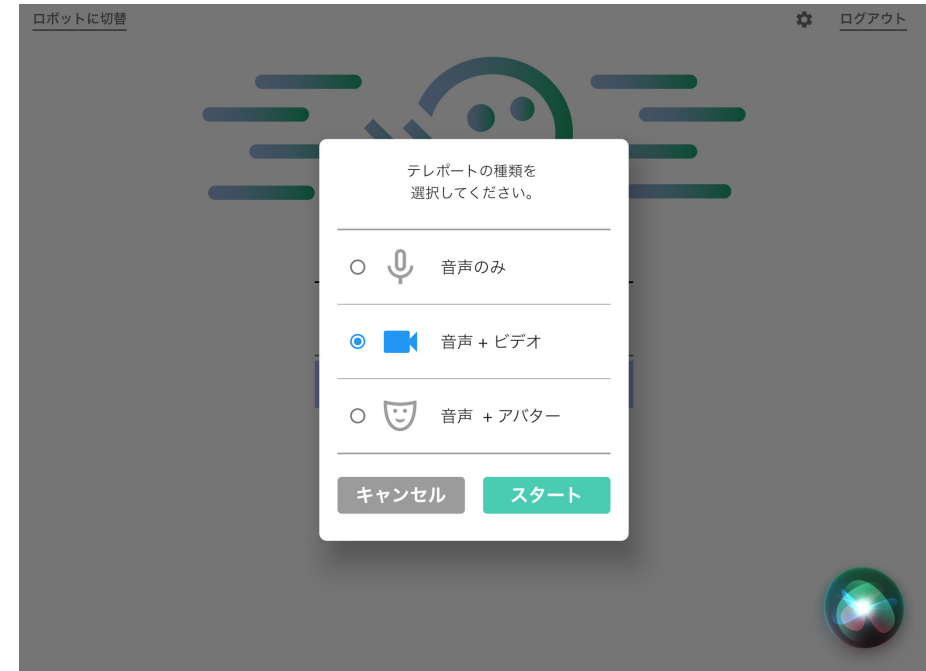 ロボットに切替
ログアウト
テレポートの種類を
選択してください。
音声のみ
音声 + ビデオ
音声 + アバター
キャンセル
スタート